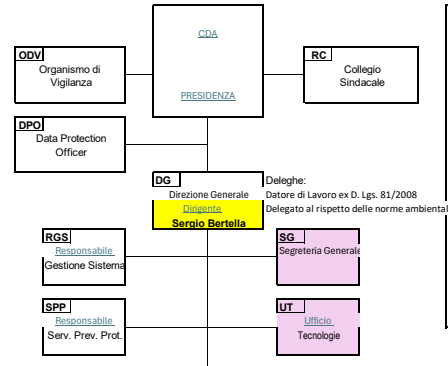 CDA
PRESIDENZA
ODV
Organismo di
Vigilanza
RC
Collegio
Sindacale
DPO
Data Protection
Officer
DG
Direzione Generale
Dirigente
Sergio Bertella
Deleghe:
Datore di Lavoro ex D. Lgs. 81/2008
Delegato al rispetto delle norme ambiental
RGS
Responsabile
Gestione Sistema
SG
Segreteria Generale
SPP
Responsabile
Serv. Prev. Prot.
UT
Ufficio
Tecnologie